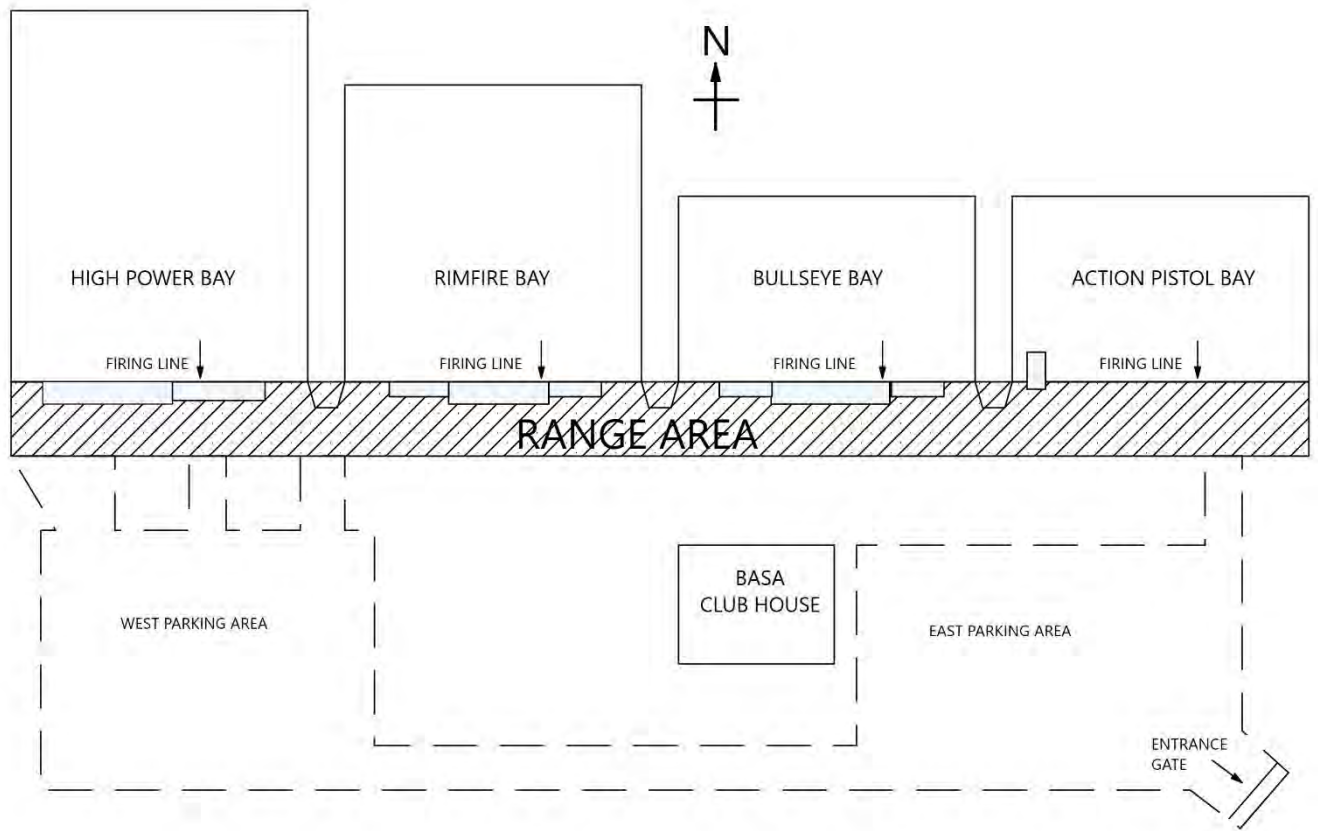 N
HIGH POWER BAY
RIMFIRE BAY
BULLSEYE BAY
ACTION PISTOL BAY
FIRING LINE
FIRING LINE
FIRING LINE
FIRING LINE
RANGE AREA
BASA
CLUB HOUSE
WEST PARKING AREA
EAST PARKING AREA
ENTRANCE
GATE